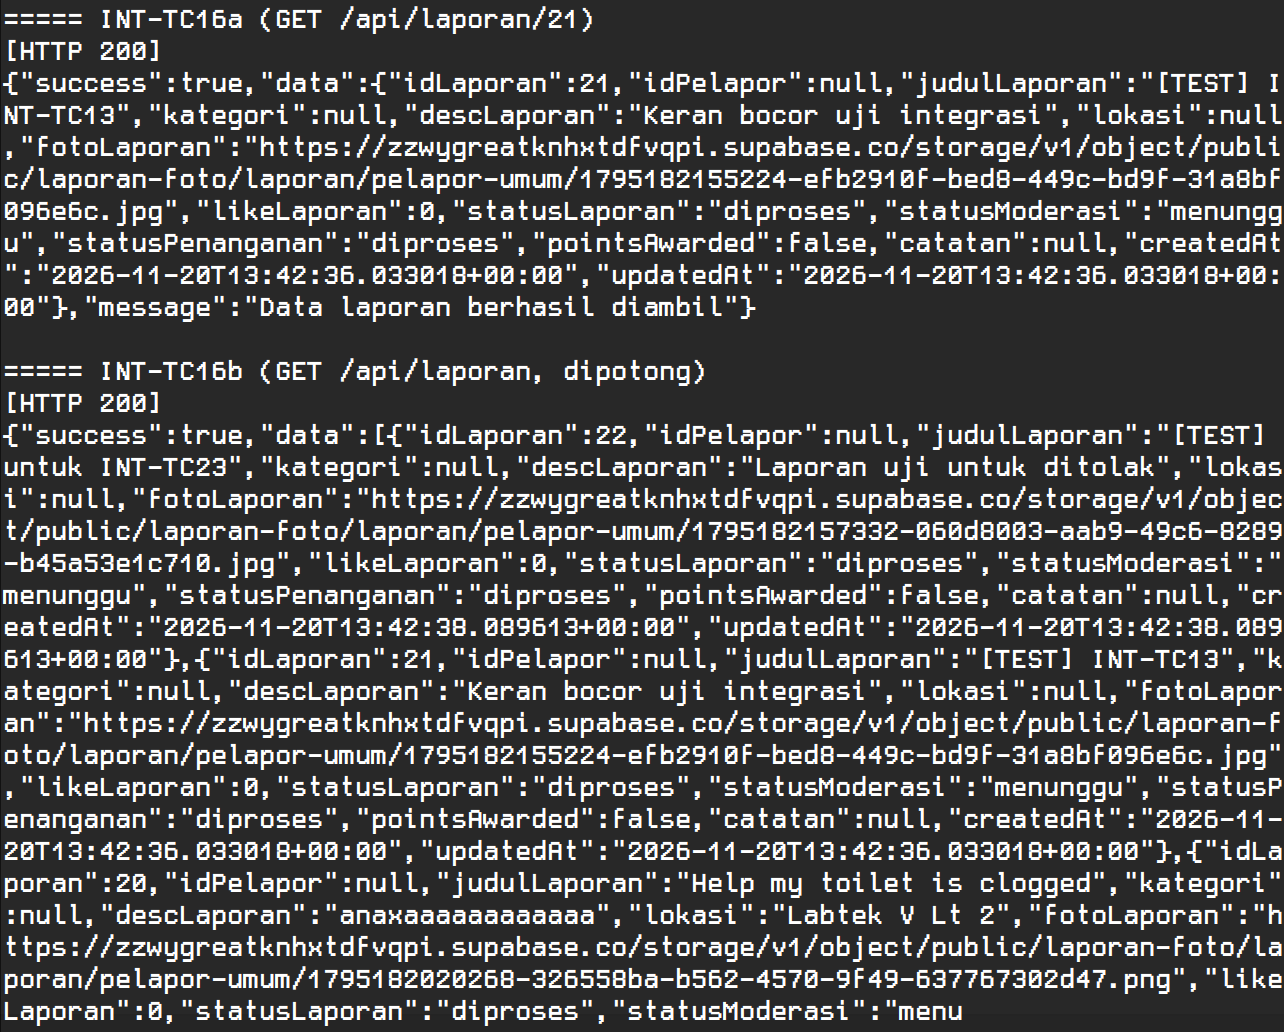 ===== INT-TC16a (GET /api/laporan/21)
[HTTP 200]
{"success":true,"data":{"idLaporan":21,"idPelapor":null,"judulLaporan":"[TEST] I
NT-TC13","kategori":null,"descLaporan":"Keran bocor uji integrasi","lokasi":null
,"fotoLaporan":"https://zzwygreatknhxtdfvqpi.supabase.co/storage/v1/object/publi
c/laporan-foto/laporan/pelapor-umum/1795182155224-efb2910f-bed8-449c-bd9f-31a8bf
096e6c.jpg","likeLaporan":0,"statusLaporan":"diproses","statusModerasi":"menungg
u","statusPenanganan":"diproses","pointsAwarded":false,"catatan":null,"createdAt
":"2026-11-20T13:42:36.033018+00:00","updatedAt":"2026-11-20T13:42:36.033018+00:
00"},"message":"Data laporan berhasil diambil"}

===== INT-TC16b (GET /api/laporan, dipotong)
[HTTP 200]
{"success":true,"data":[{"idLaporan":22,"idPelapor":null,"judulLaporan":"[TEST]
untuk INT-TC23","kategori":null,"descLaporan":"Laporan uji untuk ditolak","lokas
i":null,"fotoLaporan":"https://zzwygreatknhxtdfvqpi.supabase.co/storage/v1/objec
t/public/laporan-foto/laporan/pelapor-umum/1795182157332-060d8003-aab9-49c6-8289
-b45a53e1c710.jpg","likeLaporan":0,"statusLaporan":"diproses","statusModerasi":"
menunggu","statusPenanganan":"diproses","pointsAwarded":false,"catatan":null,"cr
eatedAt":"2026-11-20T13:42:38.089613+00:00","updatedAt":"2026-11-20T13:42:38.089
613+00:00"},{"idLaporan":21,"idPelapor":null,"judulLaporan":"[TEST] INT-TC13","k
ategori":null,"descLaporan":"Keran bocor uji integrasi","lokasi":null,"fotoLapor
an":"https://zzwygreatknhxtdfvqpi.supabase.co/storage/v1/object/public/laporan-f
oto/laporan/pelapor-umum/1795182155224-efb2910f-bed8-449c-bd9f-31a8bf096e6c.jpg"
,"likeLaporan":0,"statusLaporan":"diproses","statusModerasi":"menunggu","statusP
enanganan":"diproses","pointsAwarded":false,"catatan":null,"createdAt":"2026-11-
20T13:42:36.033018+00:00","updatedAt":"2026-11-20T13:42:36.033018+00:00"},{"idLa
poran":20,"idPelapor":null,"judulLaporan":"Help my toilet is clogged","kategori"
:null,"descLaporan":"anaxaaaaaaaaaaaa","lokasi":"Labtek V Lt 2","fotoLaporan":"h
ttps://zzwygreatknhxtdfvqpi.supabase.co/storage/v1/object/public/laporan-foto/la
poran/pelapor-umum/1795182020268-326558ba-b562-4570-9f49-637767302d47.png","like
Laporan":0,"statusLaporan":"diproses","statusModerasi":"menu